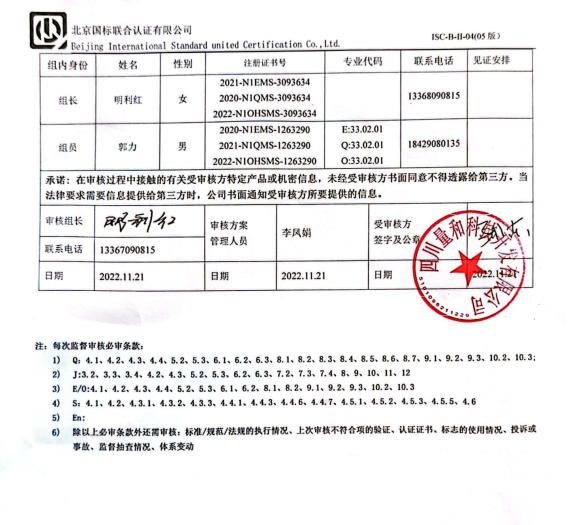 北京国标联合认证有限公司
Beijing International Standard united Certification Co.,Ltd.
ISC-B-II-04(05 版)
组内身份 姓名 性别 注册证书号 专业代码 联系电话 见证安排
组长 明利红 女 2021-N1EMS-3093634 13368090815
2020-N1QMS-3093634
2022-N1OHSMS-3093634
组员 郭力 男 2020-N1EMS-1263290 E:33.02.01 18429080135
2021-N1QMS-1263290 Q:33.02.01
2022-N1OHSMS-1263290 O:33.02.01
承诺: 在审核过程中接触的有关受审核方特定产品或机密信息，未经受审核方书面同意不得透露给第三方。当
法律要求需要信息提供给第三方时，公司书面通知受审核方所要提供的信息。
审核组长 明利红 审核方案管理人员 李凤娟 受审核方签字及公章
联系电话 13367090815
日期 2022.11.21 日期 2022.11.21 日期 2022.11.21
四川量和科技开发有限公司
注: 每次监督审核必审条款:
1) Q: 4.1、4.2、4.3、4.4、5.2、5.3、6.1、6.2、6.3、8.1、8.2、8.3、8.4、8.5、8.6、8.7、9.1、9.2、9.3、10.2、10.3;
2) J:3.2、3.3、3.4、4.2、4.3、5.2、5.3、6.2、6.3、7.2、7.3、7.4、8、9、10、11、12
3) E/O:4.1、4.2、4.3、4.4、5.2、5.3、6.1、6.2、8.1、8.2、9.1、9.2、9.3、10.2、10.3
4) S: 4.1、4.2、4.3.1、4.3.2、4.3.3、4.4.1、4.4.3、4.4.6、4.4.7、4.5.1、4.5.2、4.5.3、4.5.5、4.6
5) En:
6) 除以上必审条款外还需审核: 标准/规范/法规的执行情况、上次审核不符合项的验证、认证证书、标志的使用情况、投诉或
事故、监督抽查情况、体系变动